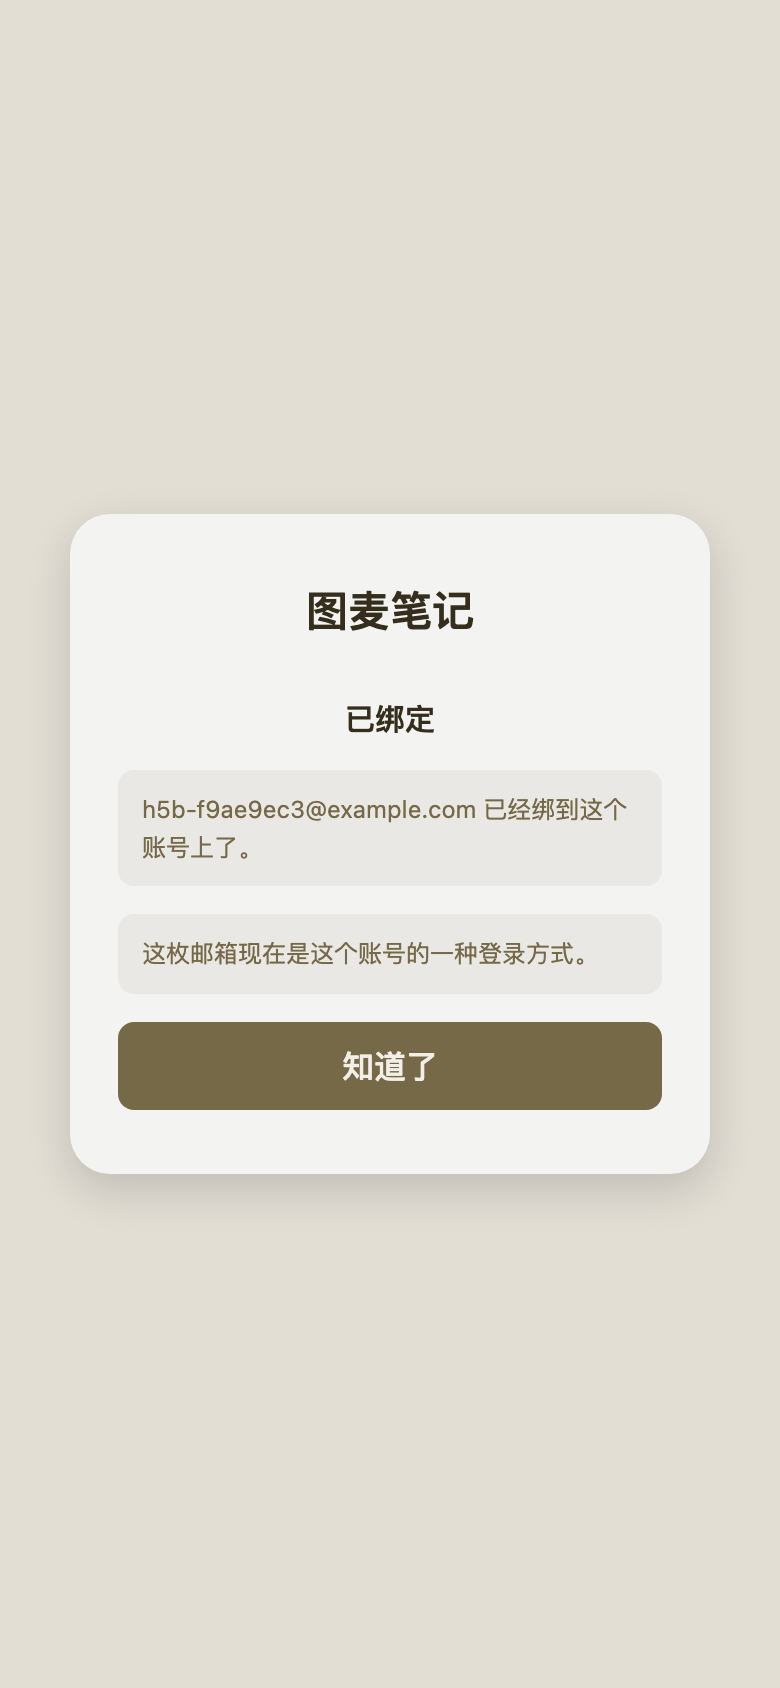 图麦笔记
已绑定
h5b-f9ae9ec3@example.com 已经绑到这个
账号上了。
这枚邮箱现在是这个账号的一种登录方式。
知道了